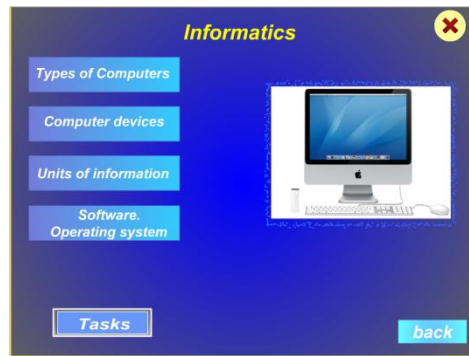 Informatics
Types of Computers
Computer devices
Units of information
Software.
Operating system
Tasks
back